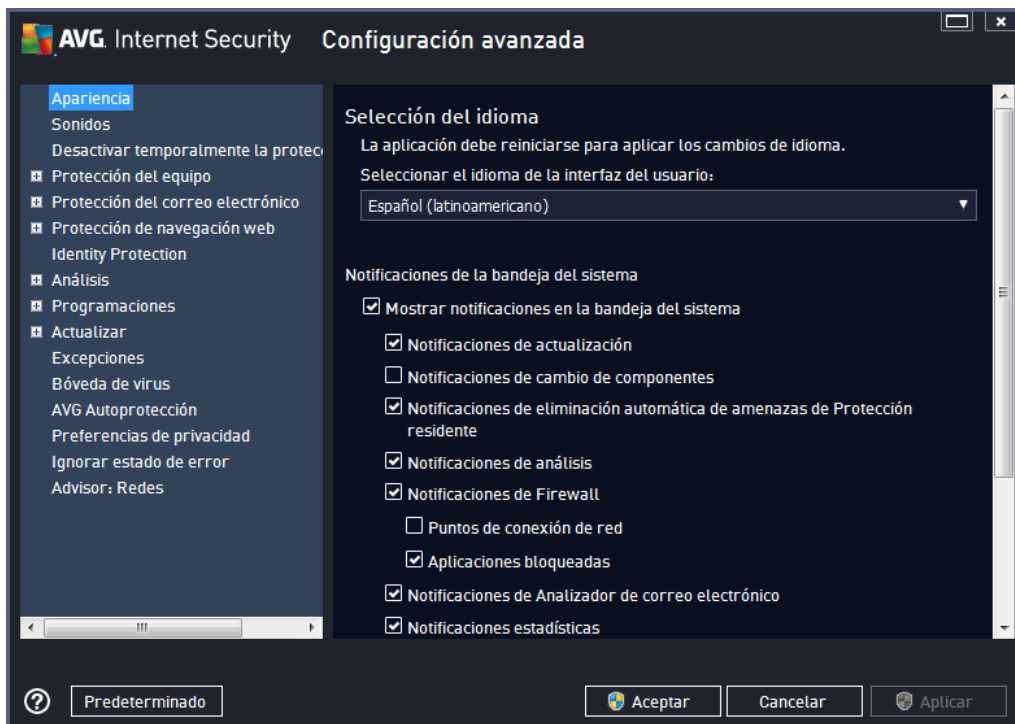 AVG. Internet Security
Configuración avanzada
Apariencia
Sonidos
Desactivar temporalmente la protec
Protección del equipo
Protección del correo electrónico
Protección de navegación web
Identity Protection
Análisis
Programaciones
Actualizar
Excepciones
Bóveda de virus
AVG Autoprotección
Preferencias de privacidad
Ignorar estado de error
Advisor: Redes
Selección del idioma
La aplicación debe reiniciarse para aplicar los cambios de idioma.
Seleccionar el idioma de la interfaz del usuario:
Español (latinoamericano)
Notificaciones de la bandeja del sistema
Mostrar notificaciones en la bandeja del sistema
Notificaciones de actualización
Notificaciones de cambio de componentes
Notificaciones de eliminación automática de amenazas de Protección
residente
Notificaciones de análisis
Notificaciones de Firewall
Puntos de conexión de red
Aplicaciones bloqueadas
Notificaciones de Analizador de correo electrónico
Notificaciones estadísticas
Predeterminado
Aceptar
Cancelar
Aplicar